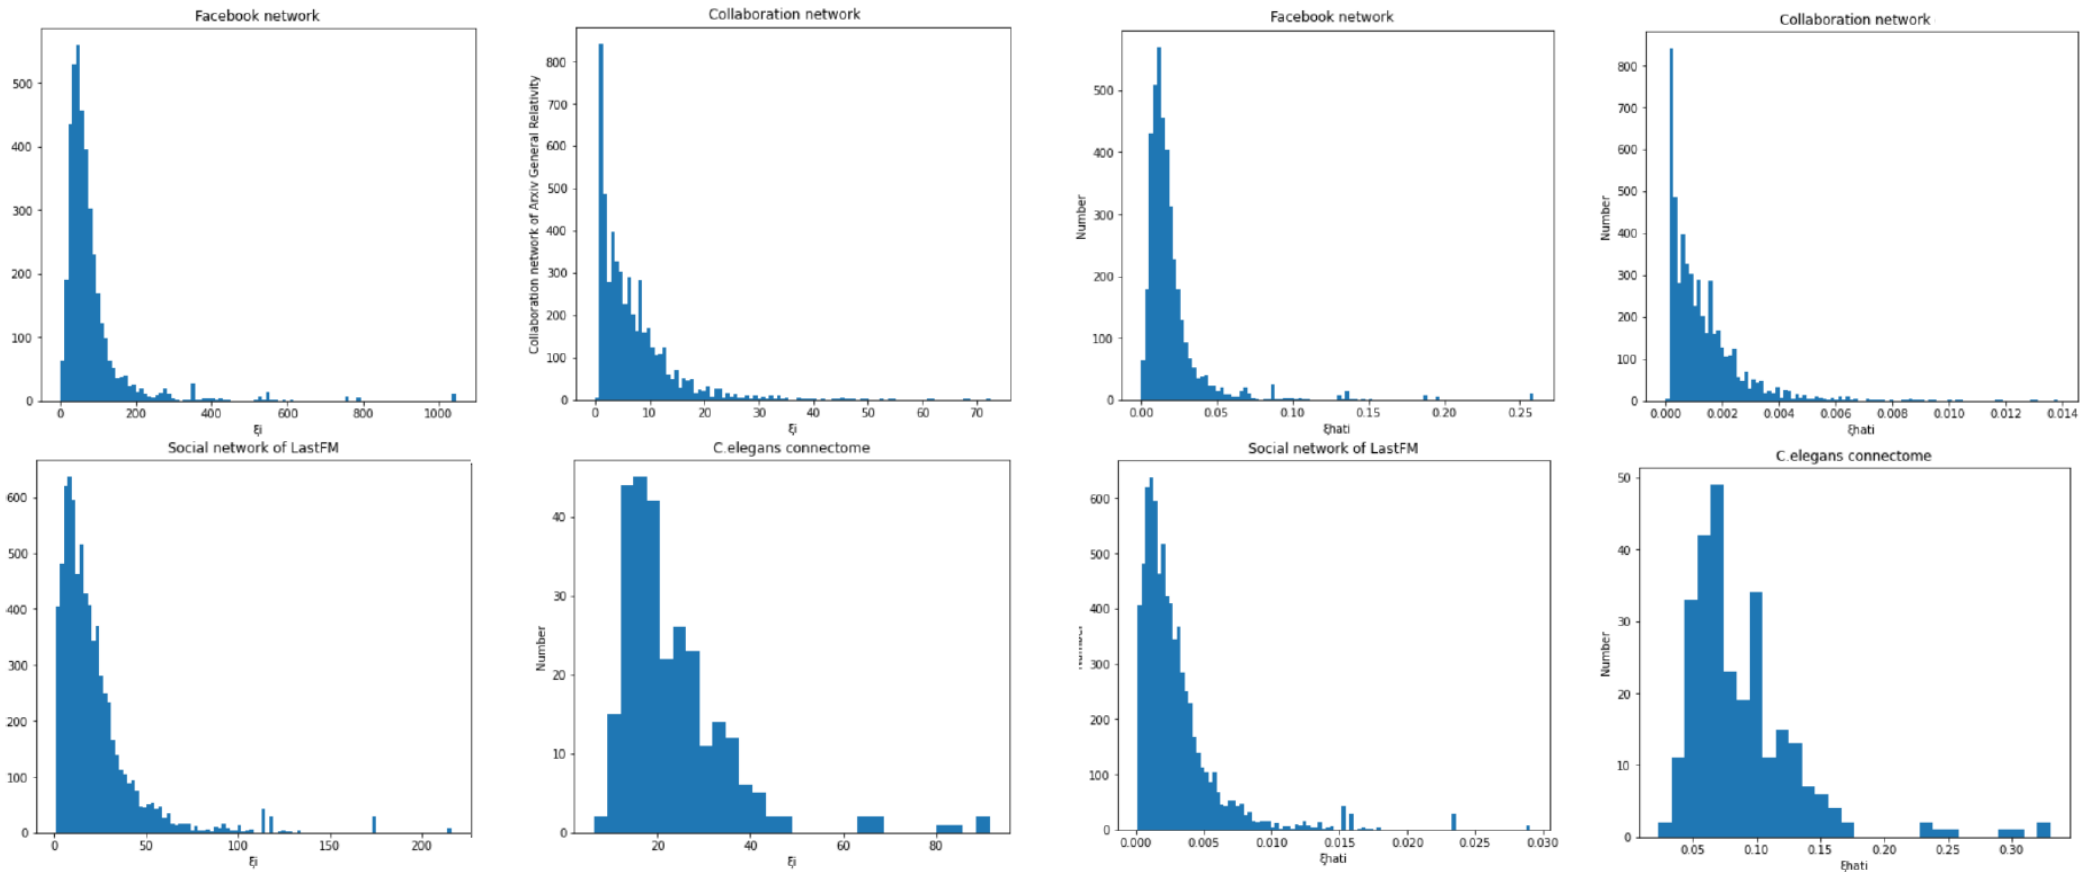 Facebook network
500
400
300
200
100
0
0 200 400 600 800 1000
ξi
Collaboration network
Collaboration network of Arxiv General Relativity
800
700
600
500
400
300
200
100
0
0 10 20 30 40 50 60 70
ξi
Facebook network
Number
500
400
300
200
100
0
0.00 0.05 0.10 0.15 0.20 0.25
ξhati
Collaboration network
Number
800
700
600
500
400
300
200
100
0
0.000 0.002 0.004 0.006 0.008 0.010 0.012 0.014
ξhati
Social network of LastFM
600
500
400
300
200
100
0
0 50 100 150 200
ξi
C.elegans connectome
Number
40
30
20
10
0
20 40 60 80
ξi
Social network of LastFM
600
500
400
300
200
100
0
0.000 0.005 0.010 0.015 0.020 0.025 0.030
ξhati
C.elegans connectome
Number
50
40
30
20
10
0
0.05 0.10 0.15 0.20 0.25 0.30
ξhati